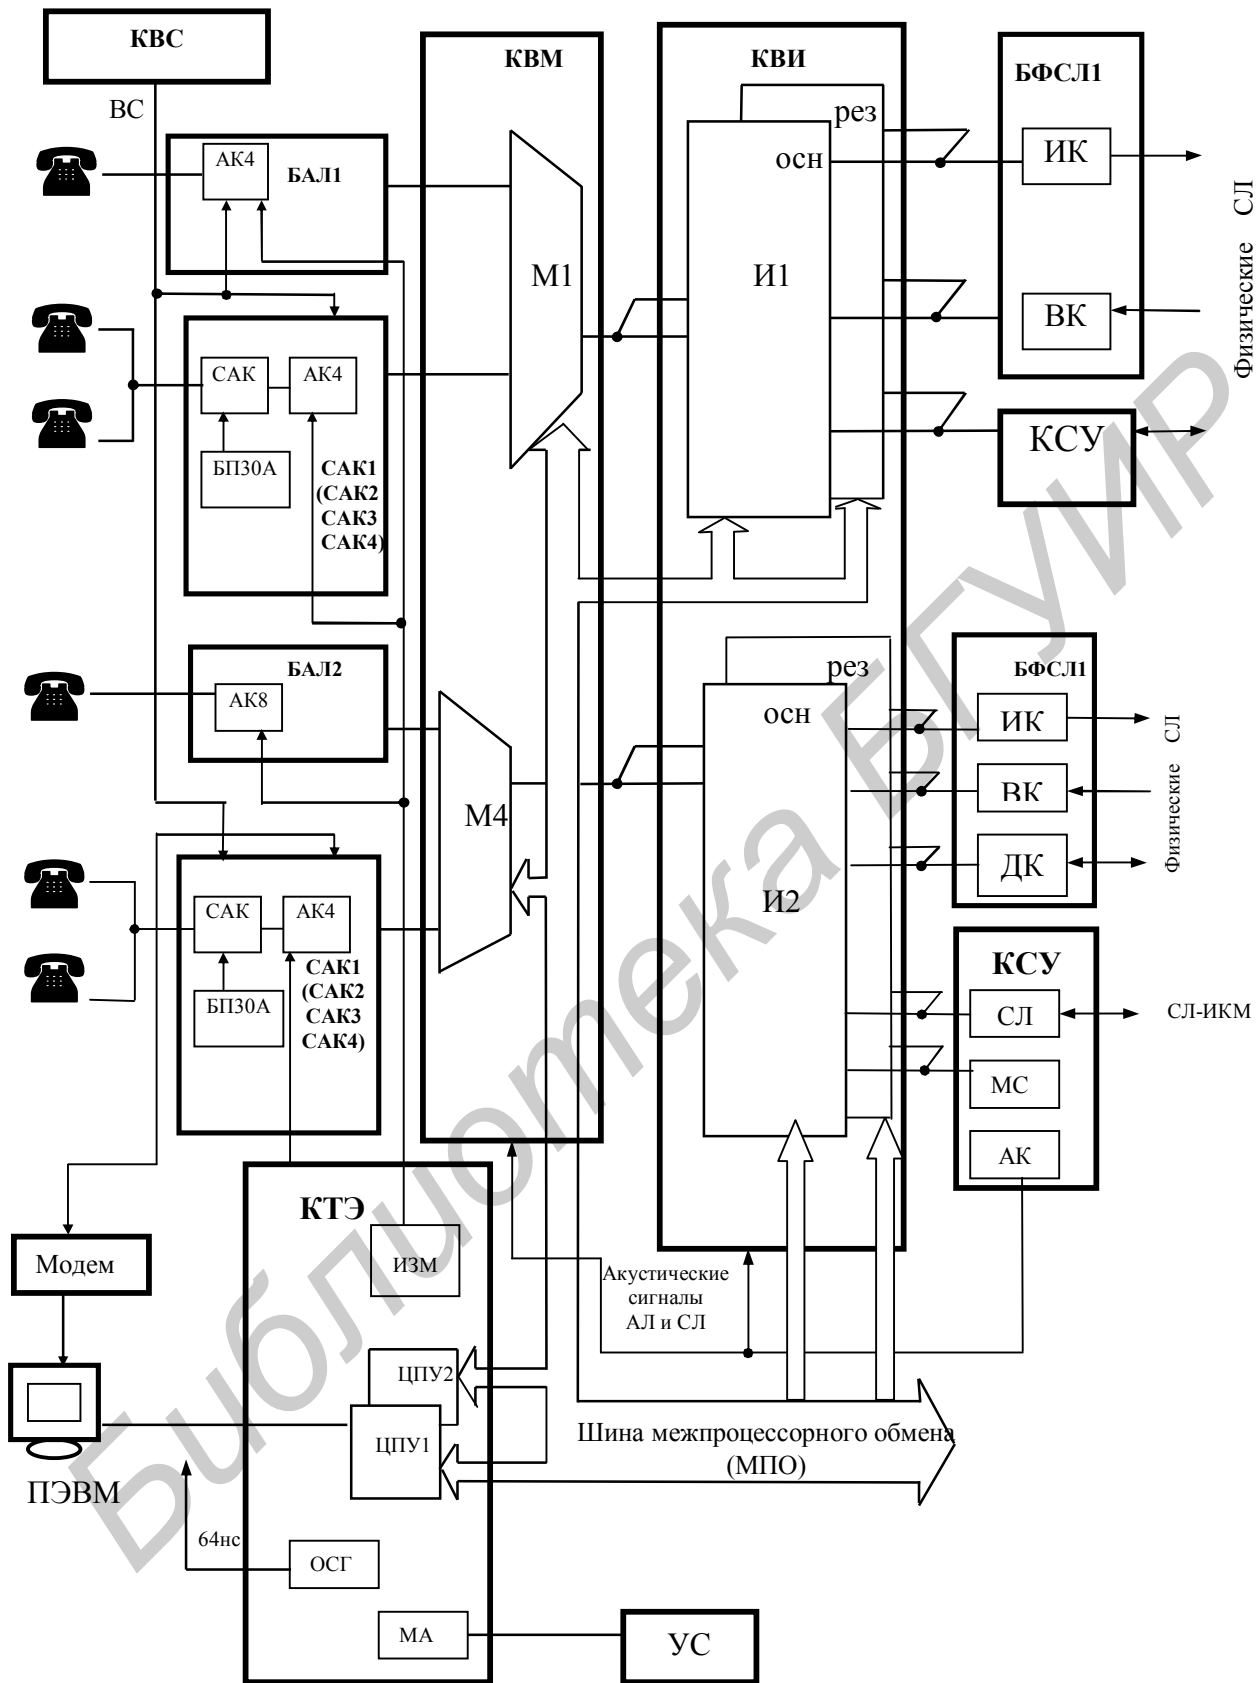 КВС
КВМ
КВИ
БФСЛ1
ВС
рез
осн
АК4
БАЛ1
ИК
Физические СЛ
М1
И1
ВК
САК
АК4
БП30А
САК1
(САК2
САК3
САК4)
КСУ
БАЛ2
АК8
рез
осн
БФСЛ1
ИК
ВК
ДК
Физические СЛ
М4
И2
САК
АК4
БП30А
САК1
(САК2
САК3
САК4)
КСУ
СЛ
СЛ-ИКМ
МС
АК
КТЭ
ИЗМ
Модем
Акустические
сигналы
АЛ и СЛ
ЦПУ2
ЦПУ1
ПЭВМ
Шина межпроцессорного обмена
(МПО)
64нс
ОСГ
МА
УС
Библиотека БГУИР